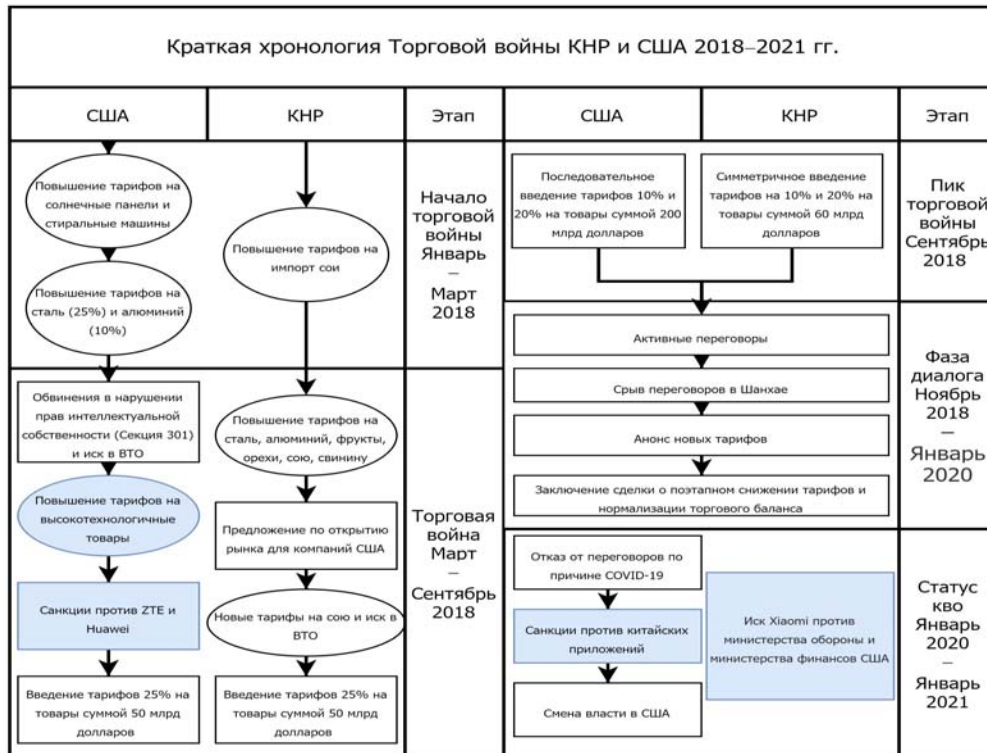 Краткая хронология Торговой войны КНР и США 2018–2021 гг.
США
КНР
Этап
Повышение тарифов на
солнечные панели и
стиральные машины
Повышение тарифов на
сталь (25%) и алюминий
(10%)
Повышение тарифов на
импорт сои
Начало
торговой
войны
Январь
–
Март
2018
Обвинения в нарушении
прав интеллектуальной
собственности (Секция 301)
и иск в ВТО
Повышение тарифов на
высокотехнологичные
товары
Санкции против ZTE и
Huawei
Введение тарифов 25% на
товары суммой 50 млрд
долларов
Повышение тарифов на
сталь, алюминий, фрукты,
орехи, сою, свинину
Предложение по открытию
рынка для компаний США
Новые тарифы на сою и иск в
ВТО
Введение тарифов 25% на
товары суммой 50 млрд
долларов
Торговая
война
Март
–
Сентябрь
2018
США
КНР
Этап
Последовательное
введение тарифов 10% и
20% на товары суммой 200
млрд долларов
Симметричное введение
тарифов на 10% и 20% на
товары суммой 60 млрд
долларов
Пик
торговой
войны
Сентябрь
2018
Активные переговоры
Срыв переговоров в Шанхае
Анонс новых тарифов
Заключение сделки о поэтапном снижении тарифов и
нормализации торгового баланса
Фаза
диалога
Ноябрь
2018
–
Январь
2020
Отказ от переговоров по
причине COVID-19
Санкции против китайских
приложений
Смена власти в США
Иск Xiaomi против
министерства обороны и
министерства финансов США
Статус
кво
Январь
2020
–
Январь
2021